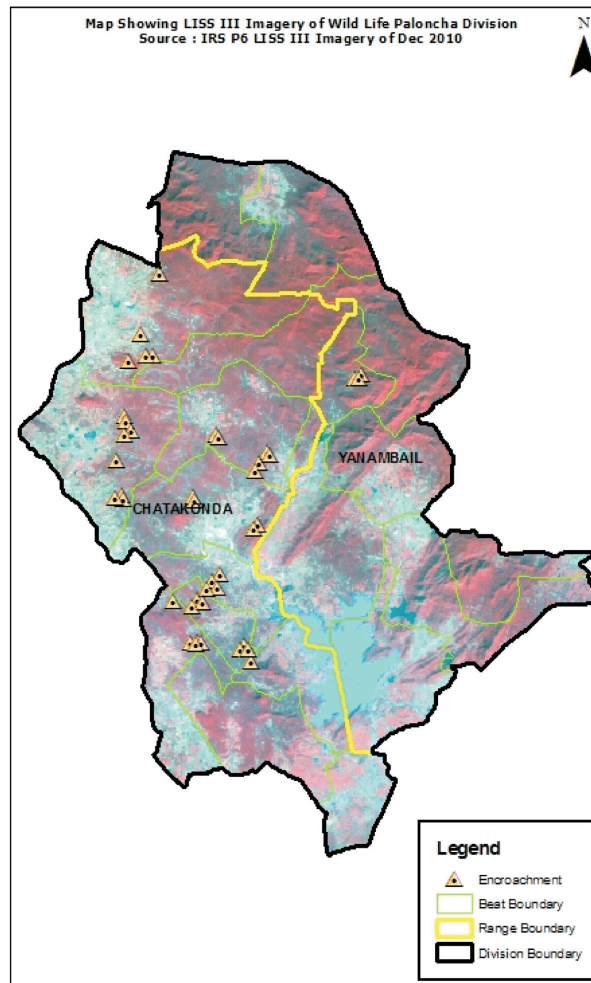 Map Showing LISS III Imagery of Wild Life Paloncha Division
Source : IRS P6 LISS III Imagery of Dec 2010
N
YANAMBAIL
CHATAKONDA
Legend
Encroachment
Beat Boundary
Range Boundary
Division Boundary